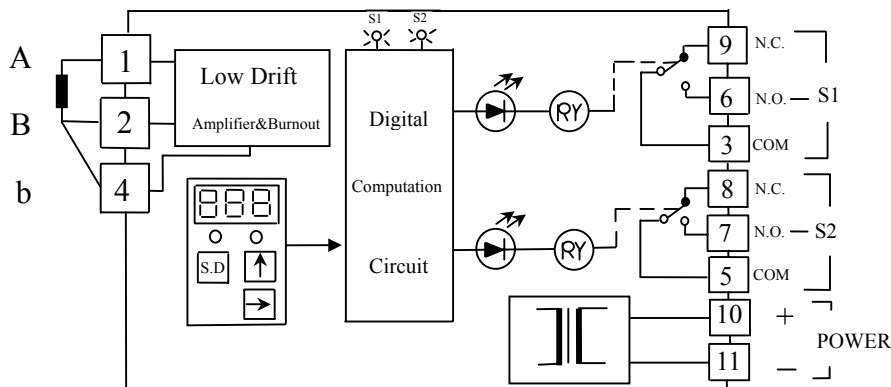 S1 S2
A 1
Low Drift
Amplifier&Burnout
B 2
b 4
888
S.D
Digital
Computation
Circuit
RY
RY
9 N.C.
6 N.O. S1
3 COM
8 N.C.
7 N.O. S2
5 COM
10 +
POWER
11 −